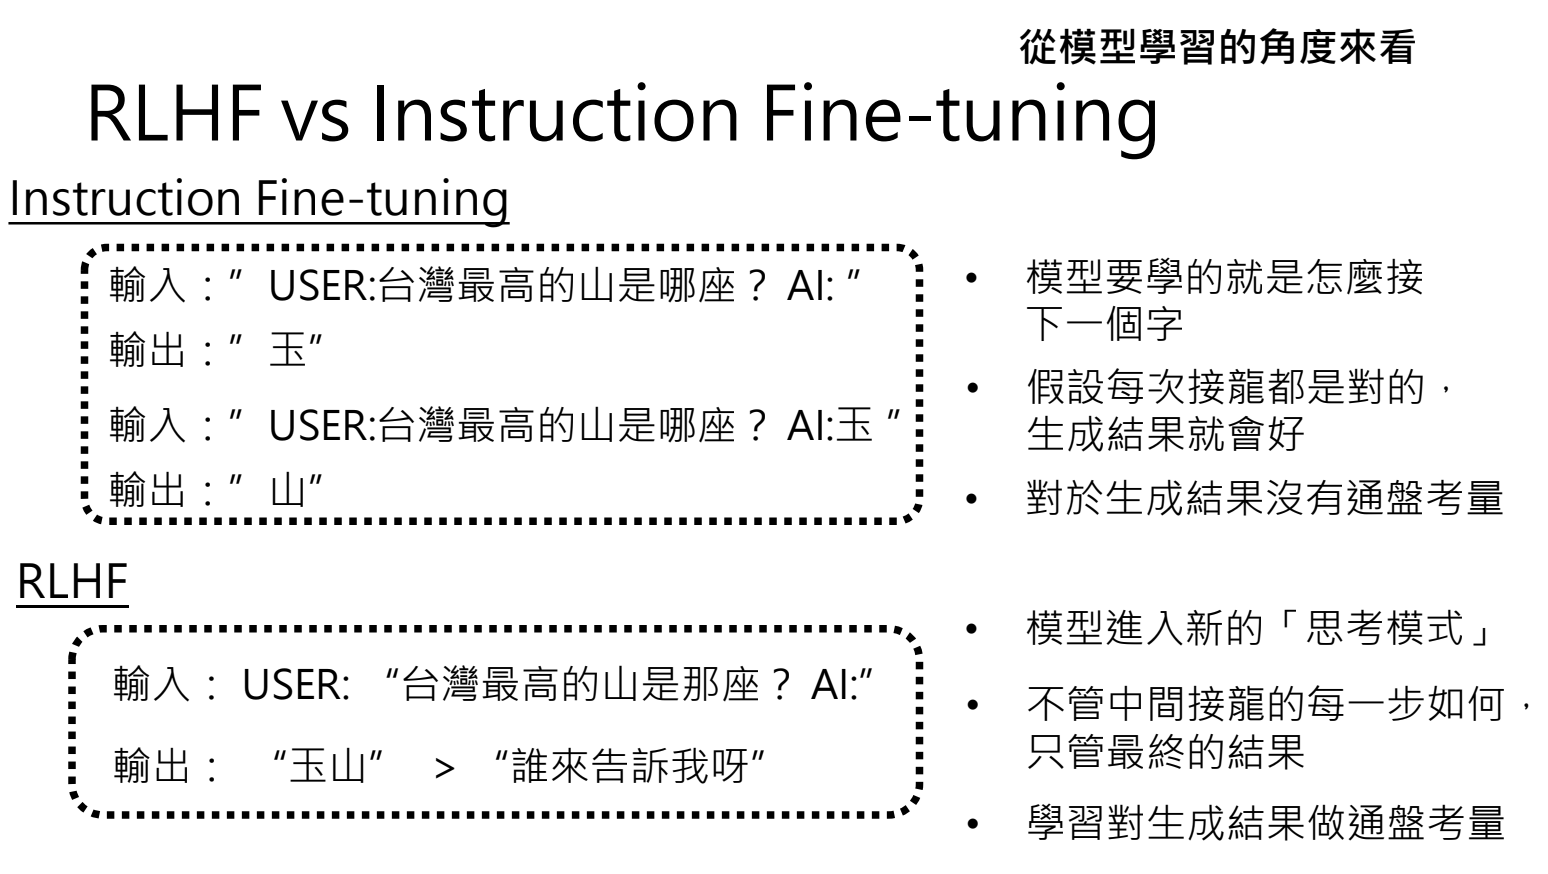 從模型學習的角度來看
RLHF vs Instruction Fine-tuning
Instruction Fine-tuning
輸入：” USER:台灣最高的山是哪座？ AI: ”
輸出：” 玉”
輸入：” USER:台灣最高的山是哪座？ AI:玉 ”
輸出：” 山”
• 模型要學的就是怎麼接
下一個字
• 假設每次接龍都是對的，
生成結果就會好
• 對於生成結果沒有通盤考量
RLHF
輸入： USER: “台灣最高的山是那座？ AI:”
輸出： “玉山” > “誰來告訴我呀”
• 模型進入新的「思考模式」
• 不管中間接龍的每一步如何，
只管最終的結果
• 學習對生成結果做通盤考量